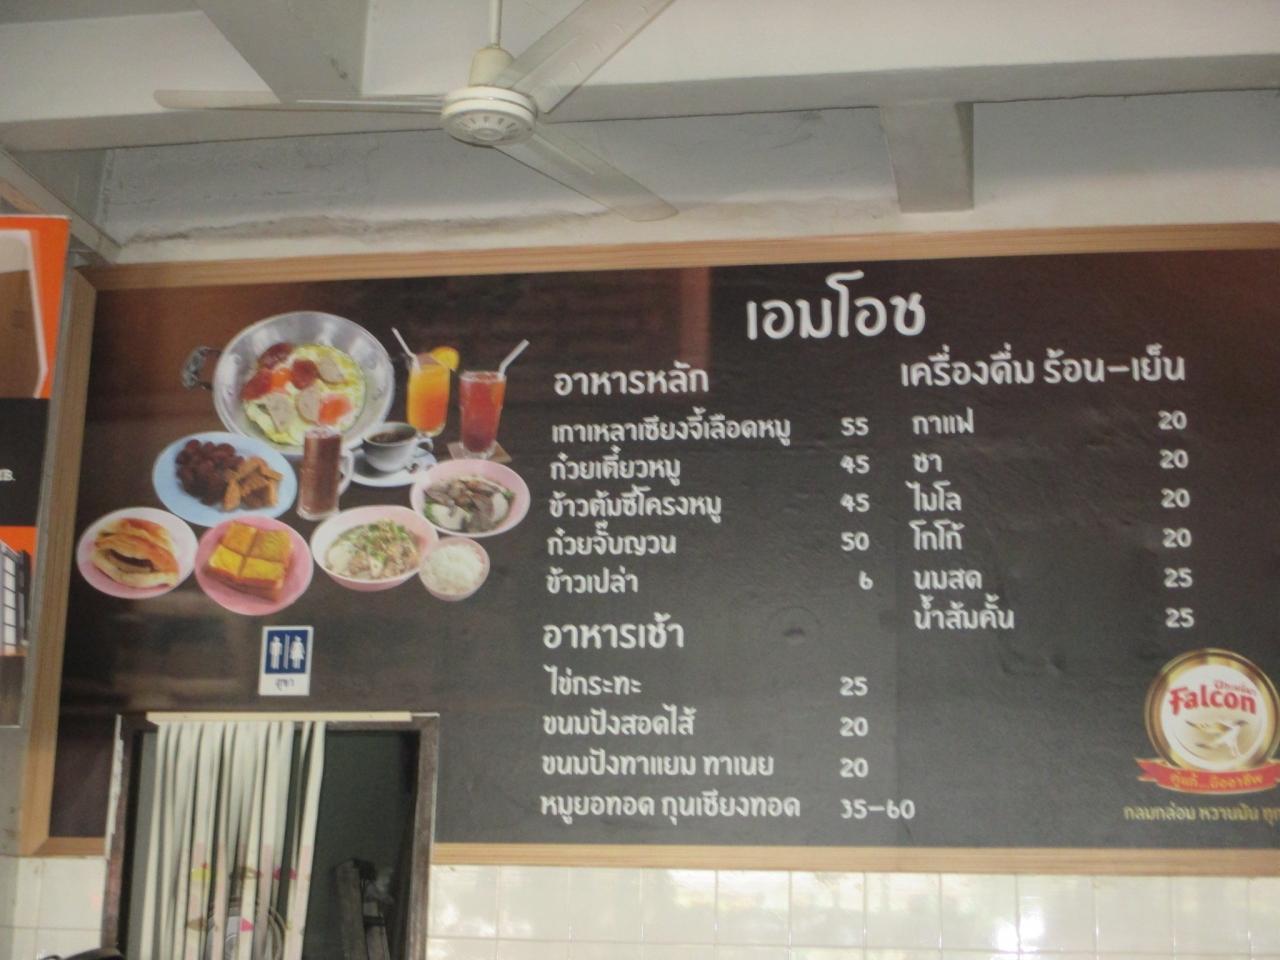 เอมโอช
อาหารหลัก
เกาเหลาเซียงจี้เลือดหมู 55
ก๋วยเตี๋ยวหมู 45
ข้าวต้มซี่โครงหมู 45
ก๋วยจั๊บญวน 50
ข้าวเปล่า 6
อาหารเช้า
ไข่กระทะ 25
ขนมปังสอดไส้ 20
ขนมปังทาแยม ทาเนย 20
หมูยอทอด กุนเชียงทอด 35-60
เครื่องดื่ม ร้อน-เย็น
กาแฟ 20
ชา 20
ไมโล 20
โกโก้ 20
นมสด 25
น้ำส้มคั้น 25
สุขา
Falcon
กลมกล่อม หวานมัน